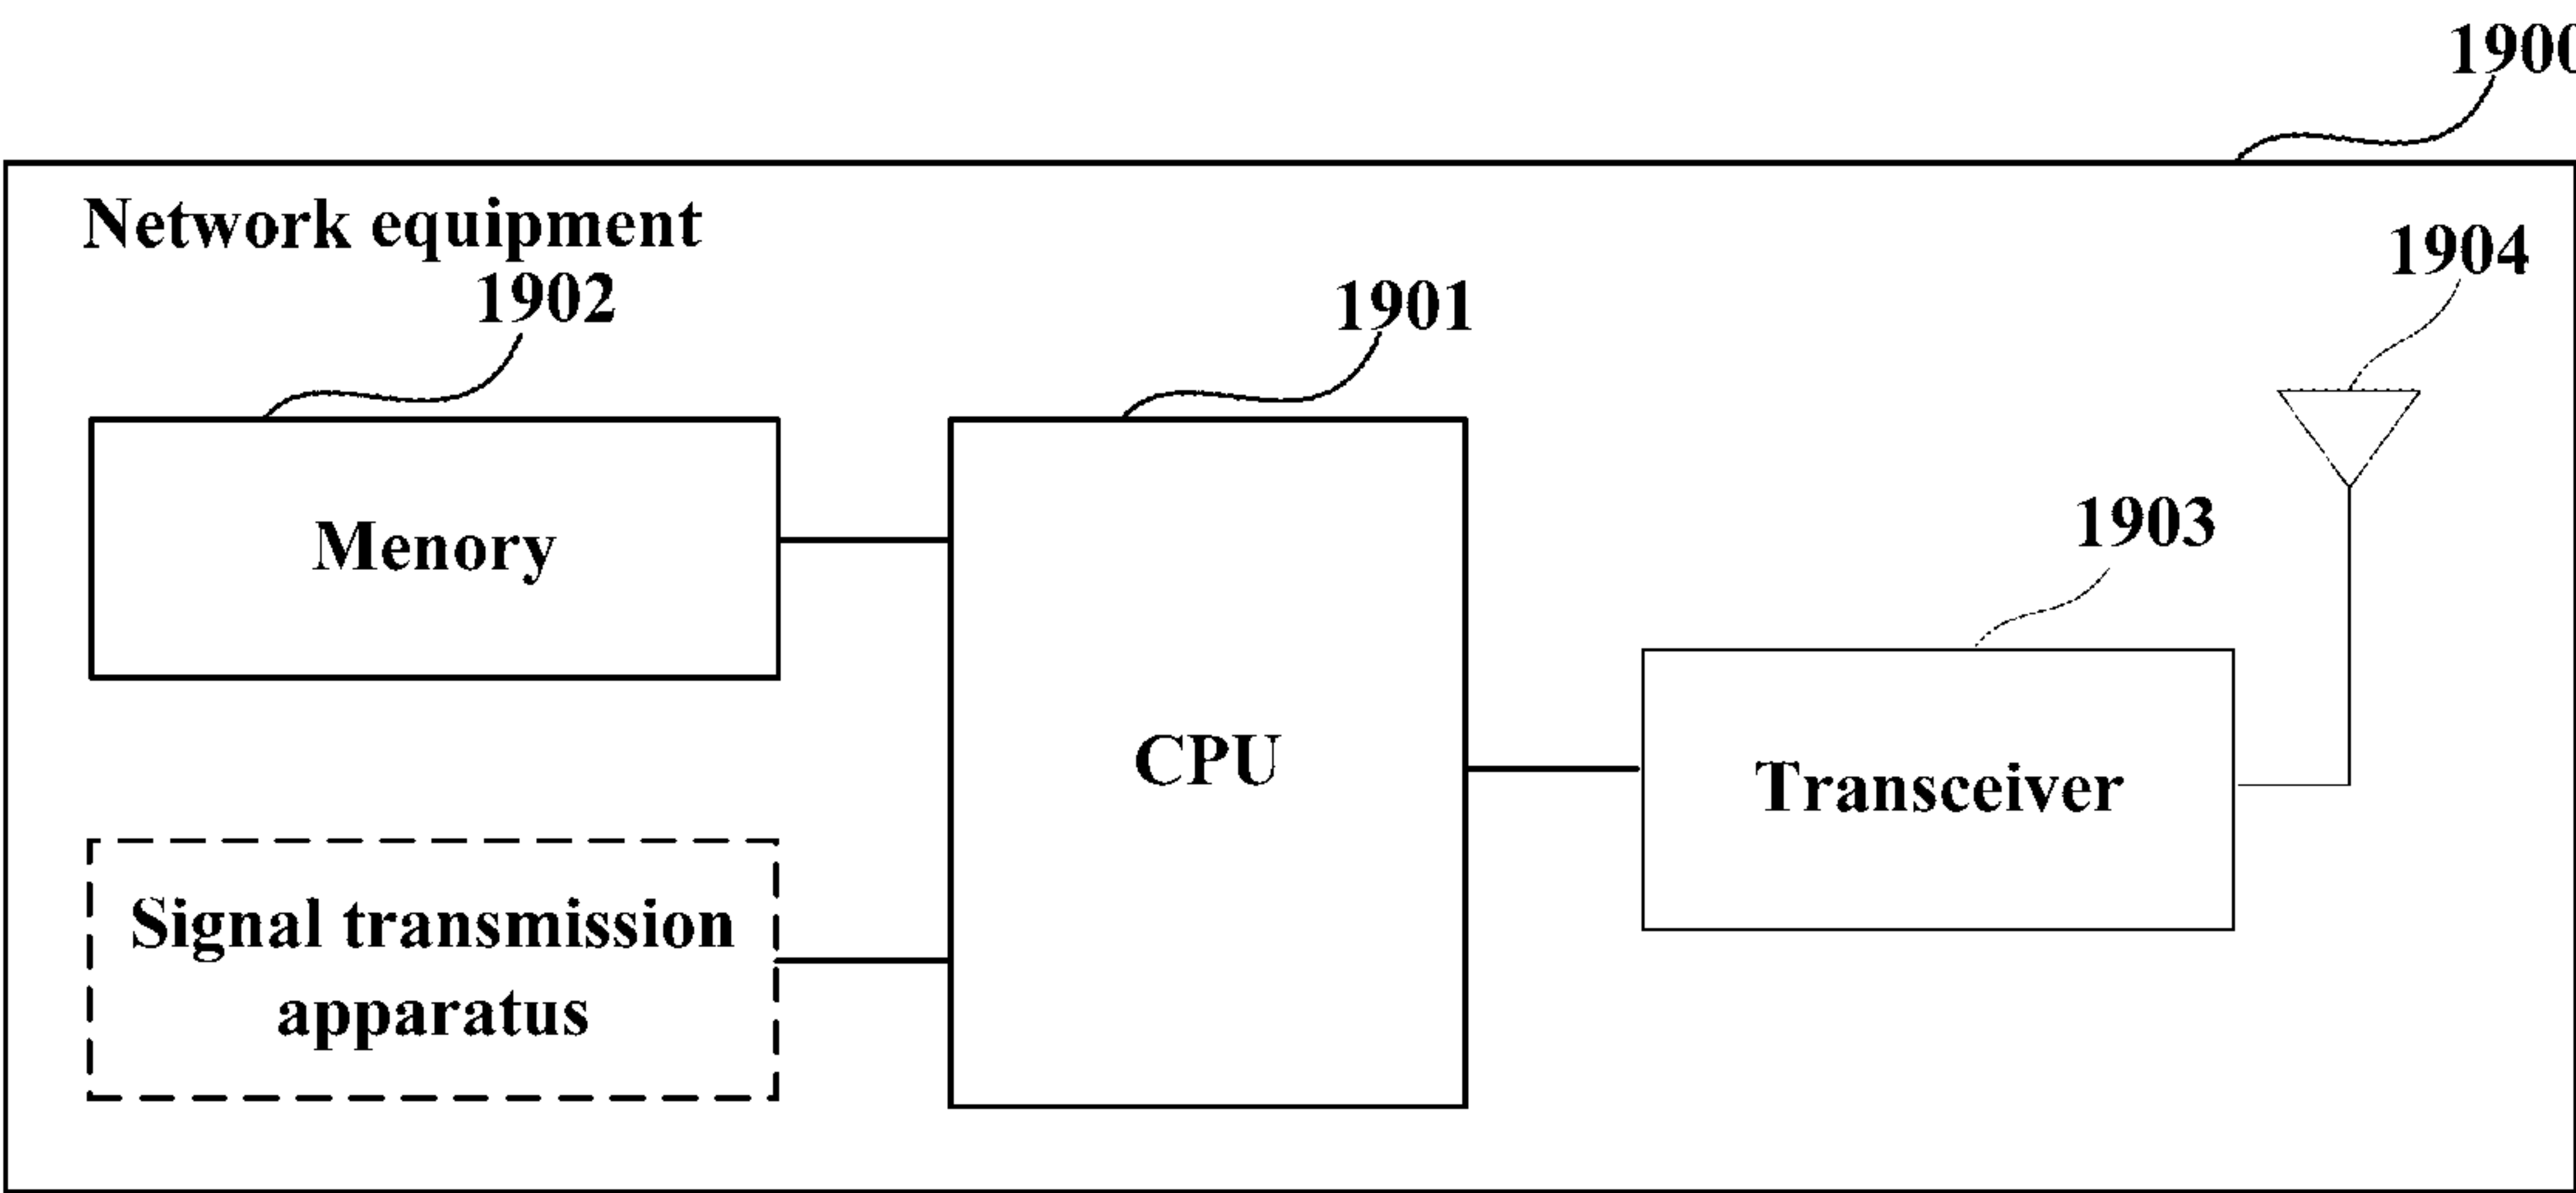 1900
Network equipment
1904
1902
1901
1903
Menory
CPU
Transceiver
Signal transmission
apparatus